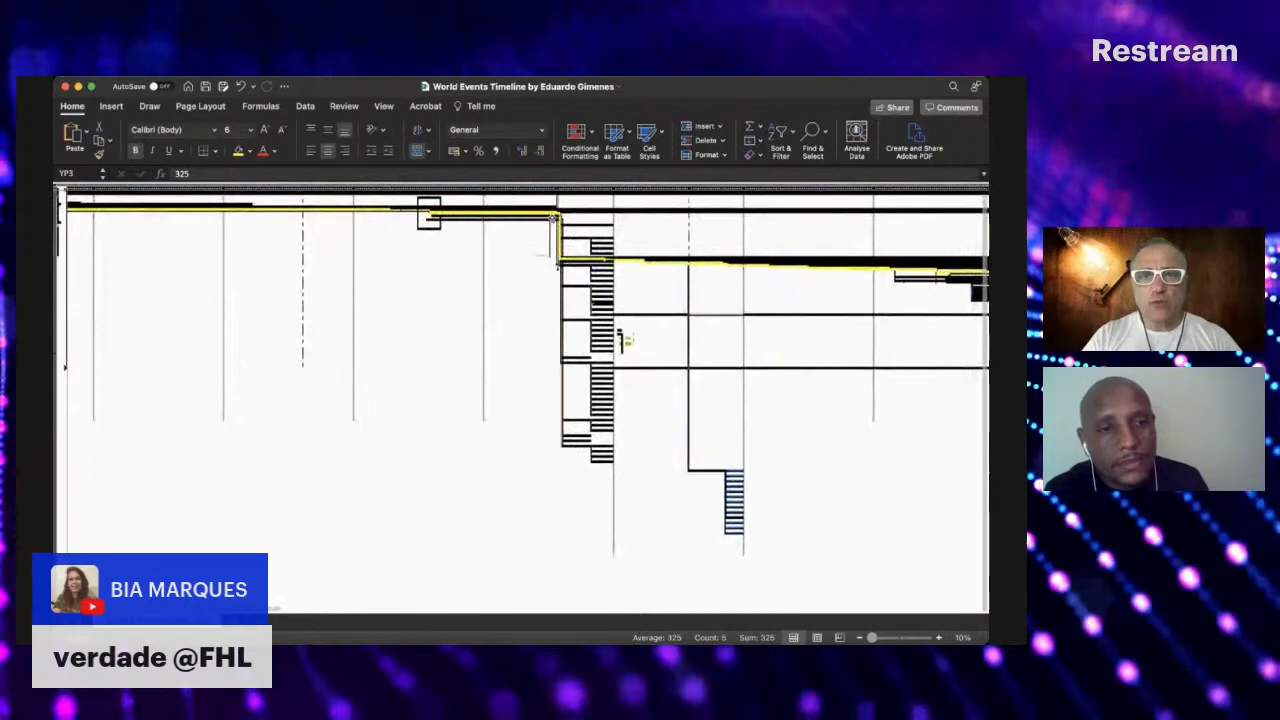 Restream
AutoSave OFF
World Events Timeline by Eduardo Gimenes
Home Insert Draw Page Layout Formulas Data Review View Acrobat Tell me
Share Comments
Paste
Calibri (Body) 6
B I U
General
Conditional Formatting
Format as Table
Cell Styles
Insert
Delete
Format
Sort & Filter
Find & Select
Analyse Data
Create and Share Adobe PDF
YP3 fx 325
BIA MARQUES
verdade @FHL
Average: 325 Count: 5 Sum: 325 10%